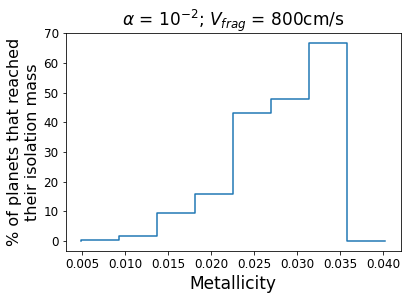 α = 10⁻²; V_frag = 800cm/s
% of planets that reached
their isolation mass
70
60
50
40
30
20
10
0
0.005 0.010 0.015 0.020 0.025 0.030 0.035 0.040
Metallicity